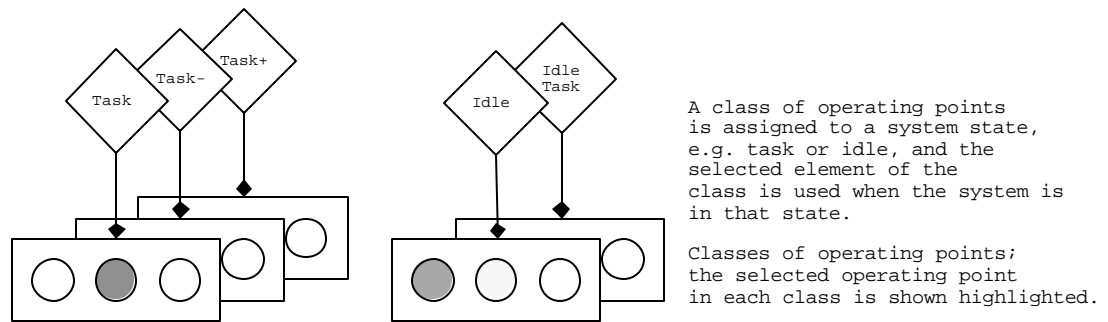 Task+
Task-
Task
Idle
Task
Idle
A class of operating points
is assigned to a system state,
e.g. task or idle, and the
selected element of the
class is used when the system is
in that state.
Classes of operating points;
the selected operating point
in each class is shown highlighted.